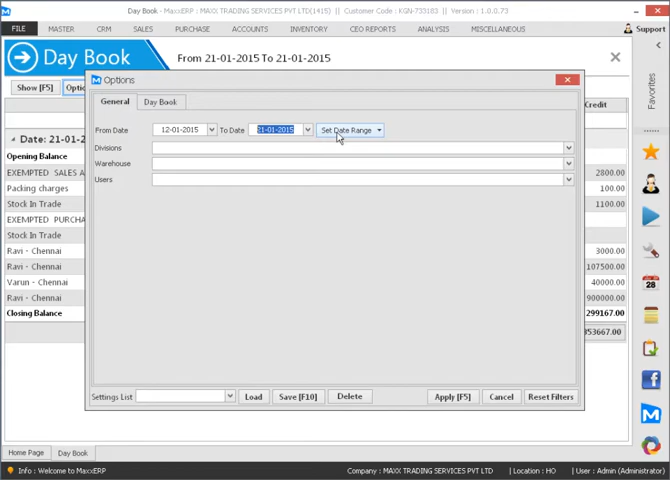 Day Book - MaxxERP - MAXX TRADING SERVICES PVT LTD(1415) || Customer Code : KGN-733183 || Version : 1.0.0.73
FILE MASTER CRM SALES PURCHASE ACCOUNTS INVENTORY CEO REPORTS ANALYSIS MISCELLANEOUS Support
Day Book From 21-01-2015 To 21-01-2015
Show [F5]
Favorites
Options
General Day Book
Credit
From Date 12-01-2015 To Date 21-01-2015 Set Date Range
Date: 21-0
Divisions
Opening Balance
Warehouse
EXEMPTED SALES A 2800.00
Users
Packing charges 100.00
Stock In Trade 1100.00
EXEMPTED PURCHA
Stock In Trade
Ravi - Chennai 3000.00
Ravi - Chennai 107500.00
Varun - Chennai 40000.00
Ravi - Chennai 900000.00
Closing Balance 299167.00
353667.00
28
Settings List Load Save [F10] Delete Apply [F5] Cancel Reset Filters
Home Page Day Book
Info : Welcome to MaxxERP Company : MAXX TRADING SERVICES PVT LTD | Location : HO | User : Admin (Administrator)